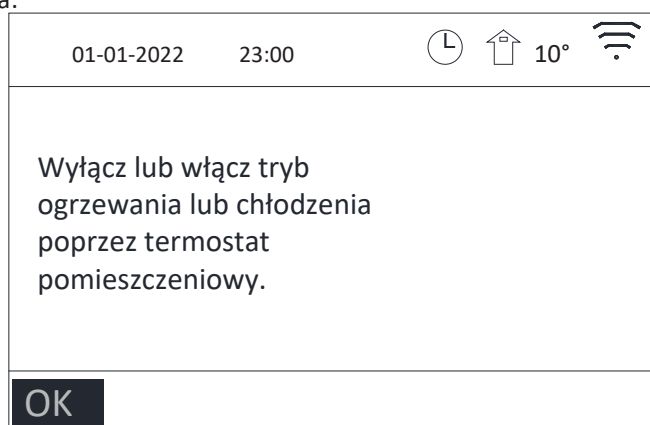 a.
01-01-2022 23:00 10°
Wyłącz lub włącz tryb
ogrzewania lub chłodzenia
poprzez termostat
pomieszczeniowy.
OK